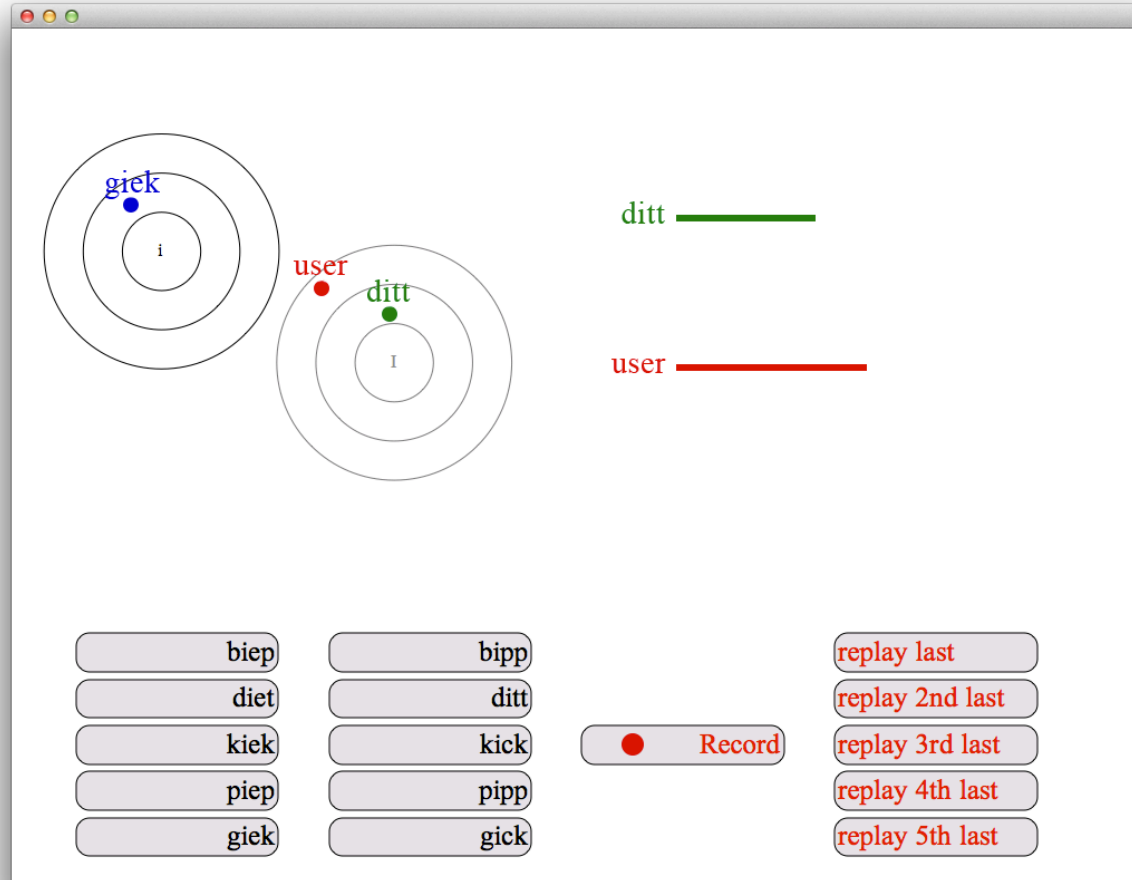 giek
i
user
ditt
I
ditt
user
biep
bipp
replay last
diet
ditt
replay 2nd last
kiek
kick
Record
replay 3rd last
piep
pipp
replay 4th last
giek
gick
replay 5th last